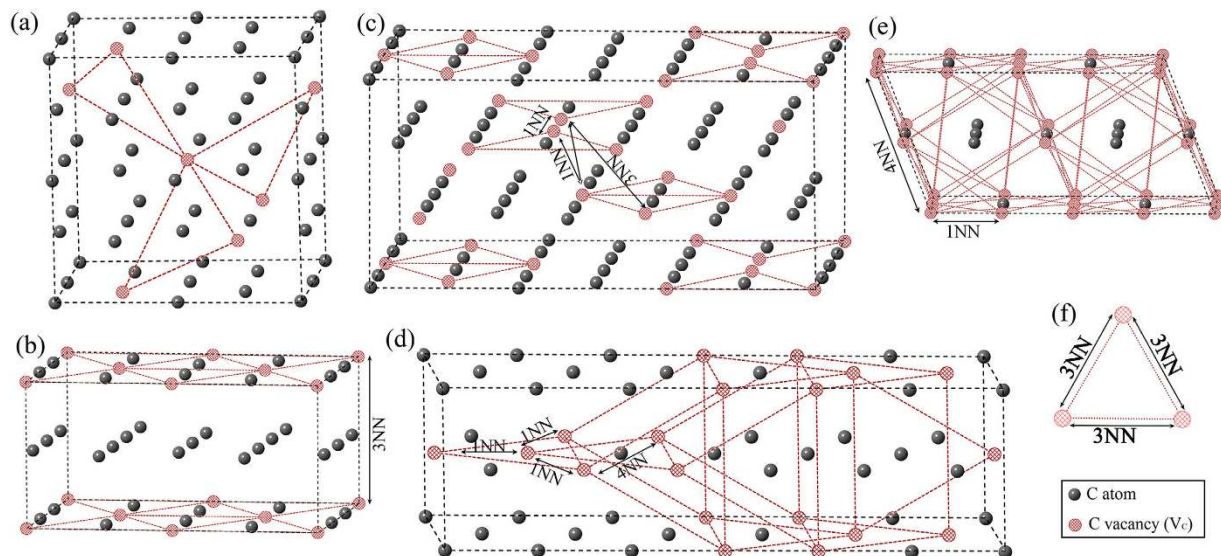 (a)
(c)
1NN
1NN
3NN
(e)
4NN
1NN
(b)
3NN
(d)
1NN
1NN
1NN
4NN
(f)
3NN
3NN
3NN
C atom
C vacancy (Vc)